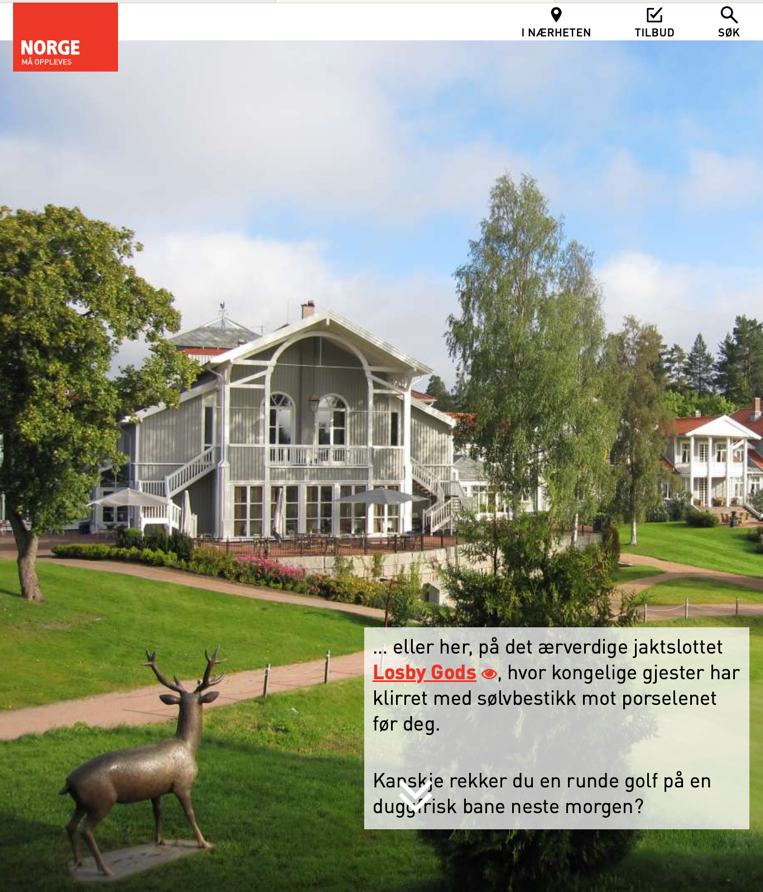 NORGE
MÅ OPPLEVES
I NÆRHETEN
TILBUD
SØK
... eller her, på det ærverdige jaktslottet
Losby Gods , hvor kongelige gjester har
klirret med sølvbestikk mot porselenet
før deg.
Kanskje rekker du en runde golf på en
duggfrisk bane neste morgen?